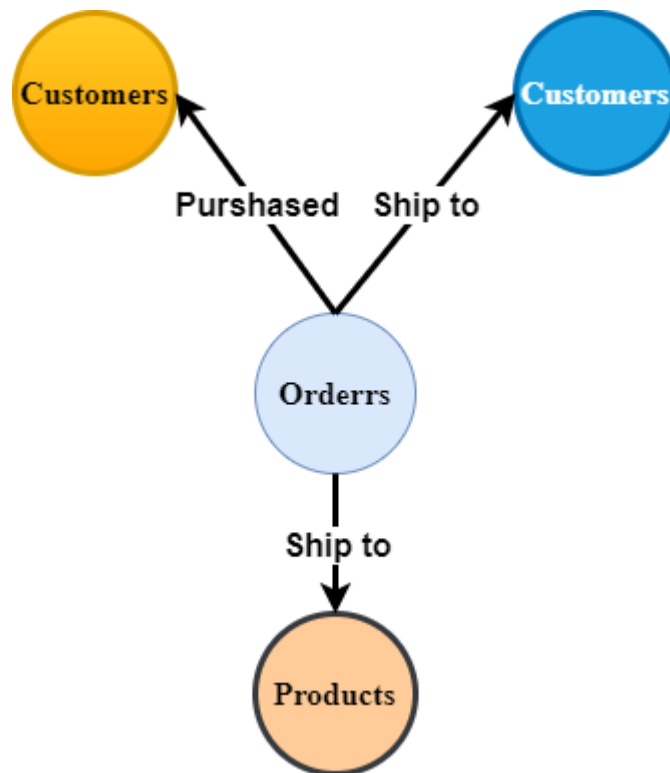 Customers
Customers
Purshased
Ship to
Orderrs
Ship to
Products